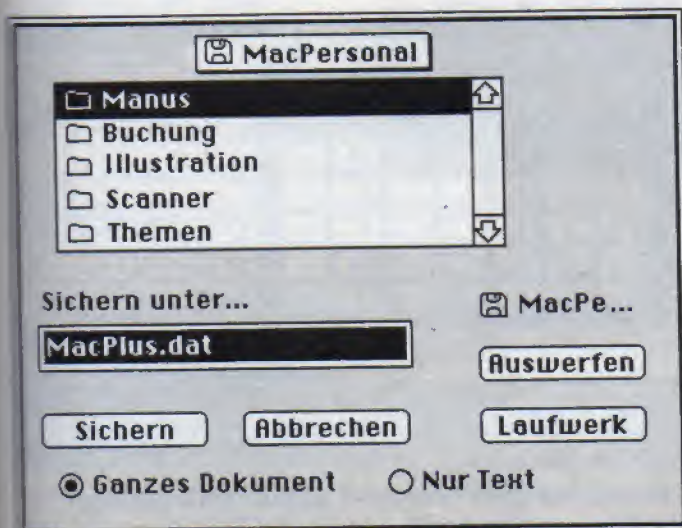 MacPersonal
Manus
Buchung
Illustration
Scanner
Themen
Sichern unter...
MacPe...
MacPlus.dat
Auswerfen
Sichern
Abbrechen
Laufwerk
Ganzes Dokument
Nur Text